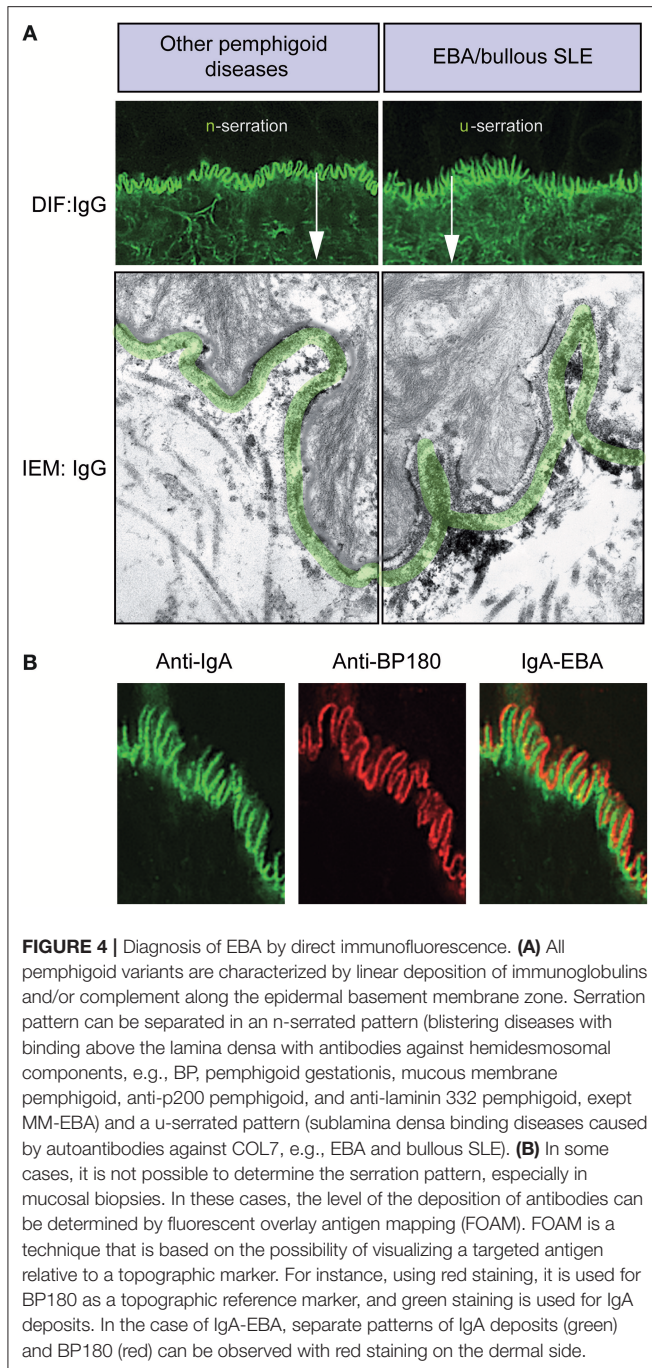 A
Other pemphigoid
diseases
EBA/bullous SLE
n-serration
u-serration
DIF:IgG
IEM: IgG
B
Anti-IgA
Anti-BP180
IgA-EBA
FIGURE 4 | Diagnosis of EBA by direct immunofluorescence. (A) All
pemphigoid variants are characterized by linear deposition of immunoglobulins
and/or complement along the epidermal basement membrane zone. Serration
pattern can be separated in an n-serrated pattern (blistering diseases with
binding above the lamina densa with antibodies against hemidesmosomal
components, e.g., BP, pemphigoid gestationis, mucous membrane
pemphigoid, anti-p200 pemphigoid, and anti-laminin 332 pemphigoid, exept
MM-EBA) and a u-serrated pattern (sublamina densa binding diseases caused
by autoantibodies against COL7, e.g., EBA and bullous SLE). (B) In some
cases, it is not possible to determine the serration pattern, especially in
mucosal biopsies. In these cases, the level of the deposition of antibodies can
be determined by fluorescent overlay antigen mapping (FOAM). FOAM is a
technique that is based on the possibility of visualizing a targeted antigen
relative to a topographic marker. For instance, using red staining, it is used for
BP180 as a topographic reference marker, and green staining is used for IgA
deposits. In the case of IgA-EBA, separate patterns of IgA deposits (green)
and BP180 (red) can be observed with red staining on the dermal side.